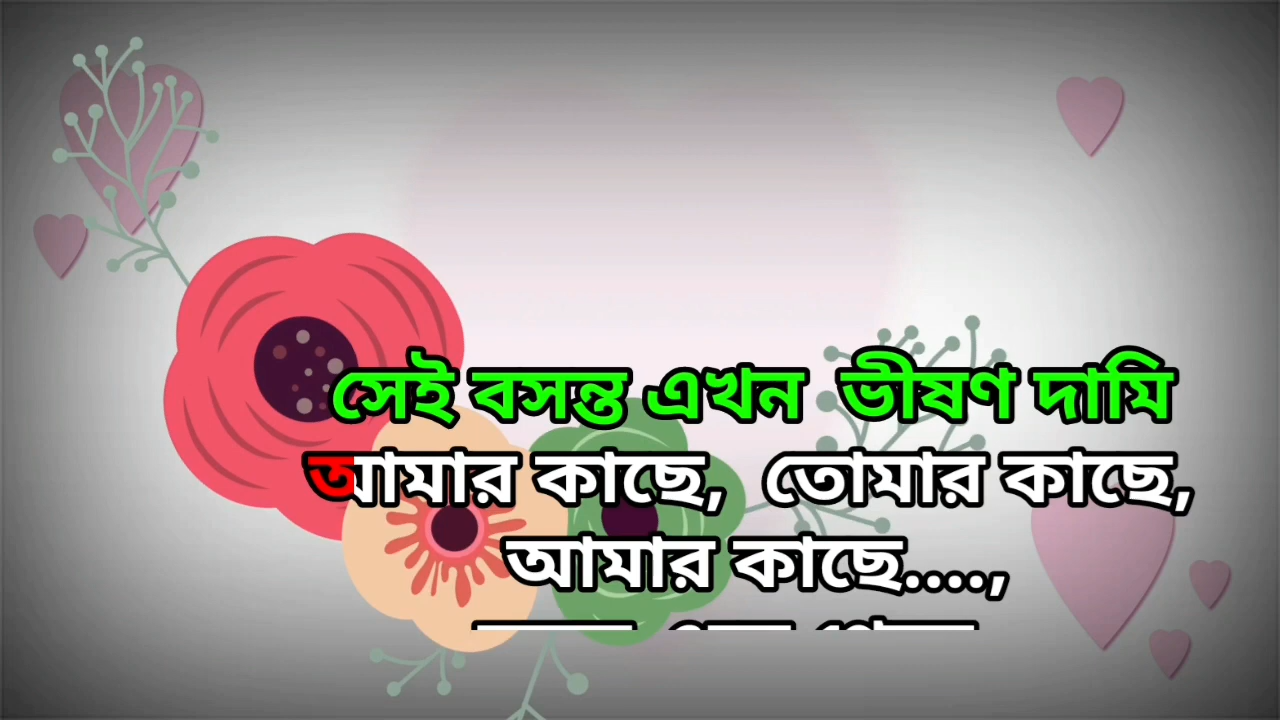 সেই বসন্ত এখন ভীষণ দামি
আমার কাছে, তোমার কাছে,
আমার কাছে....,